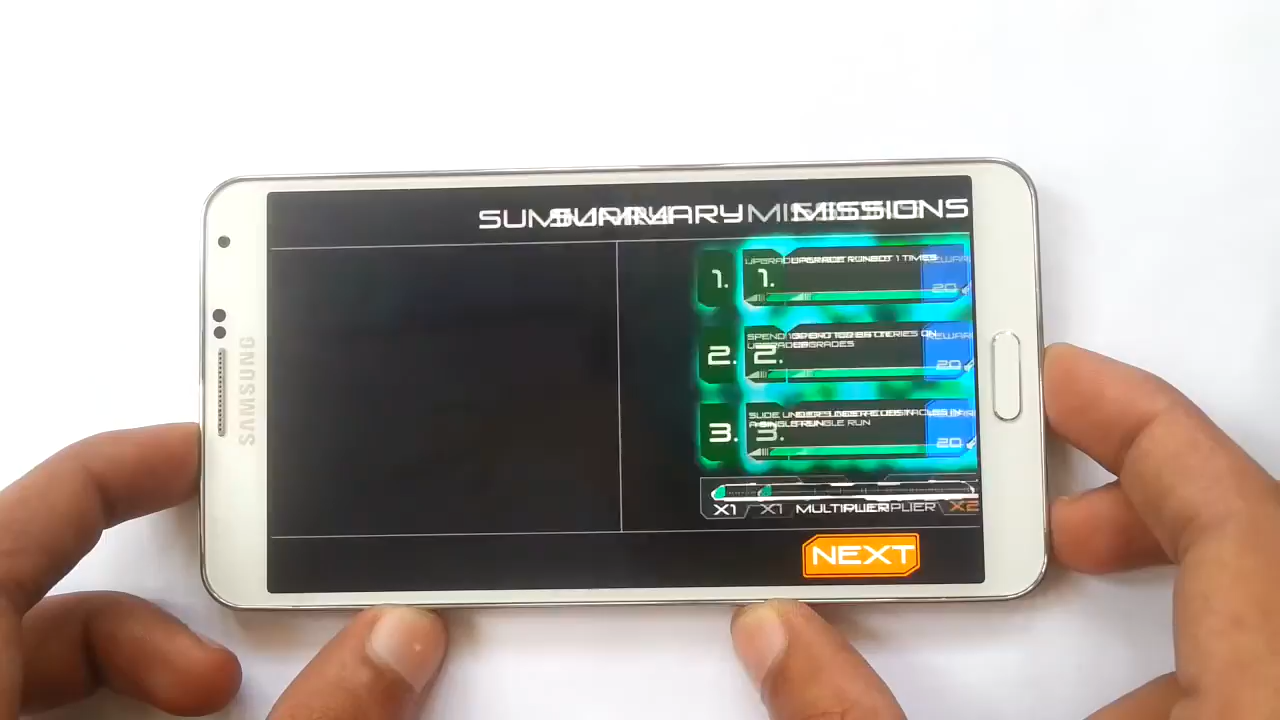 SAMSUNG
SUMMARY MISSIONS
1. UPGRADE RUNBOT 1 TIMES
20
2. SPEND BATTERIES ON
UPGRADES
20
3. SLIDE UNDER OBSTACLES IN
A SINGLE RUN
20
X1 MULTIPLIER X2
NEXT